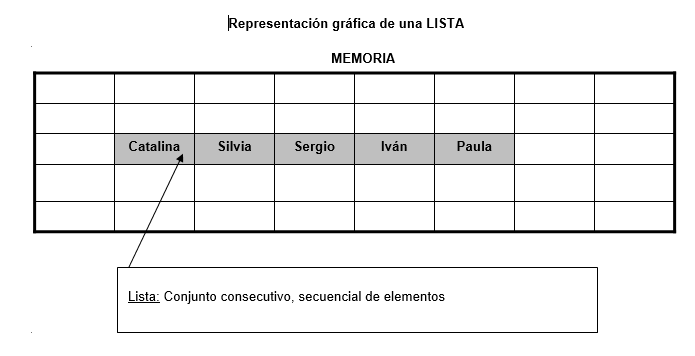 Representación gráfica de una LISTA
MEMORIA
Catalina Silvia Sergio Iván Paula
Lista: Conjunto consecutivo, secuencial de elementos